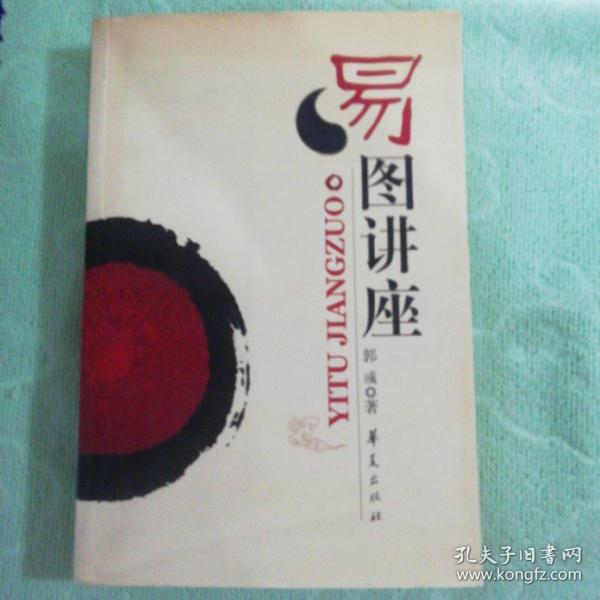 易图讲座
YITU JIANGZUO
郭彧 著
华夏出版社
孔夫子旧书网
www.kongfz.com